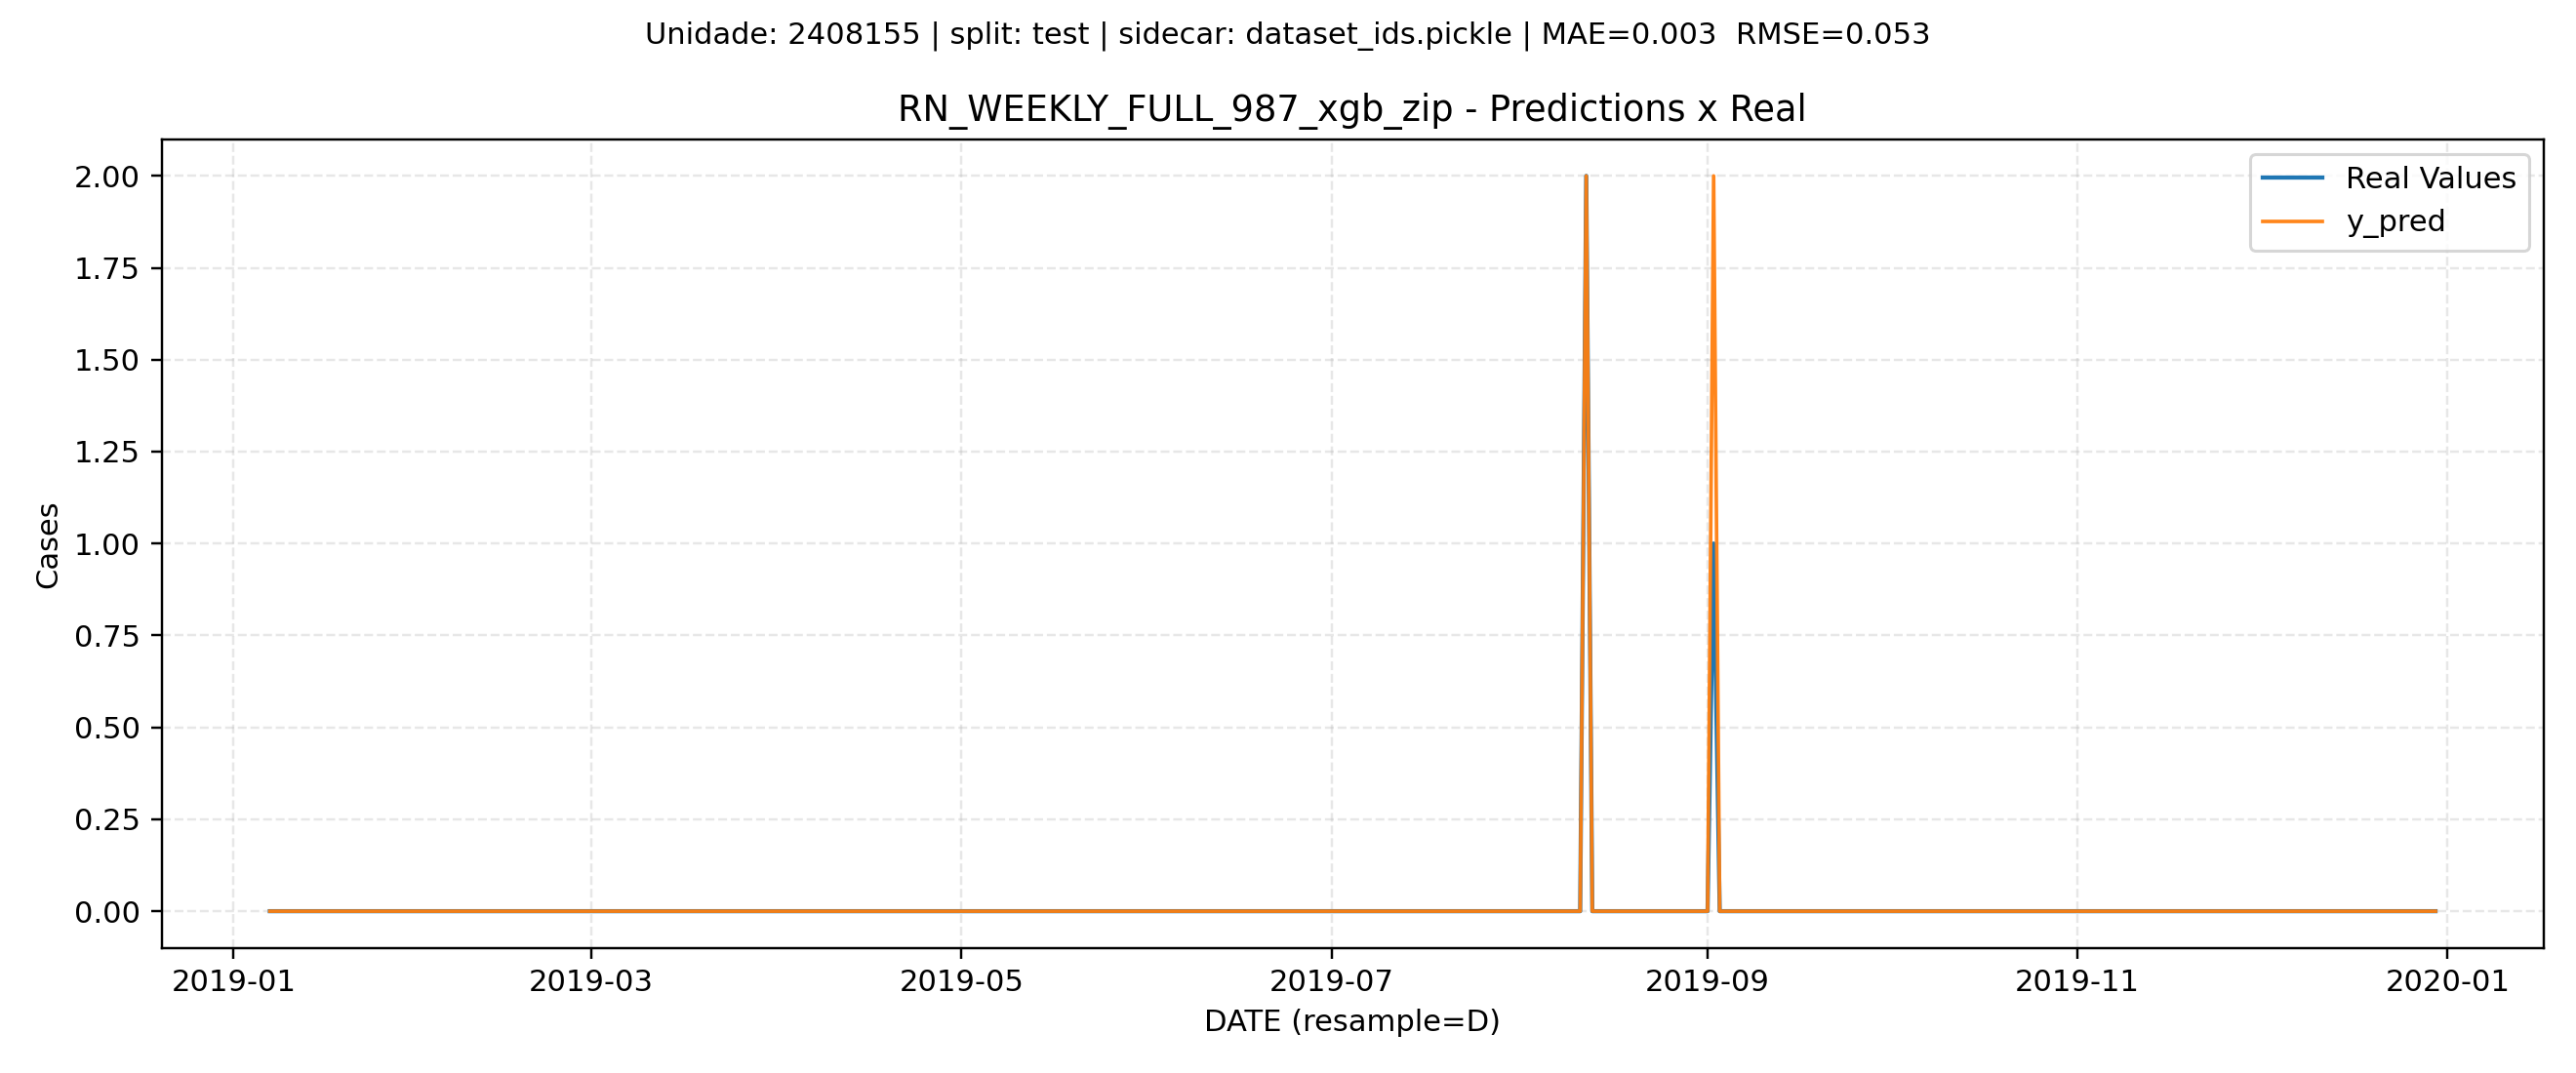 Unidade: 2408155 | split: test | sidecar: dataset_ids.pickle | MAE=0.003  RMSE=0.053
RN_WEEKLY_FULL_987_xgb_zip - Predictions x Real
Real Values
y_pred
2.00
1.75
1.50
1.25
1.00
0.75
0.50
0.25
0.00
Cases
2019-01 2019-03 2019-05 2019-07 2019-09 2019-11 2020-01
DATE (resample=D)